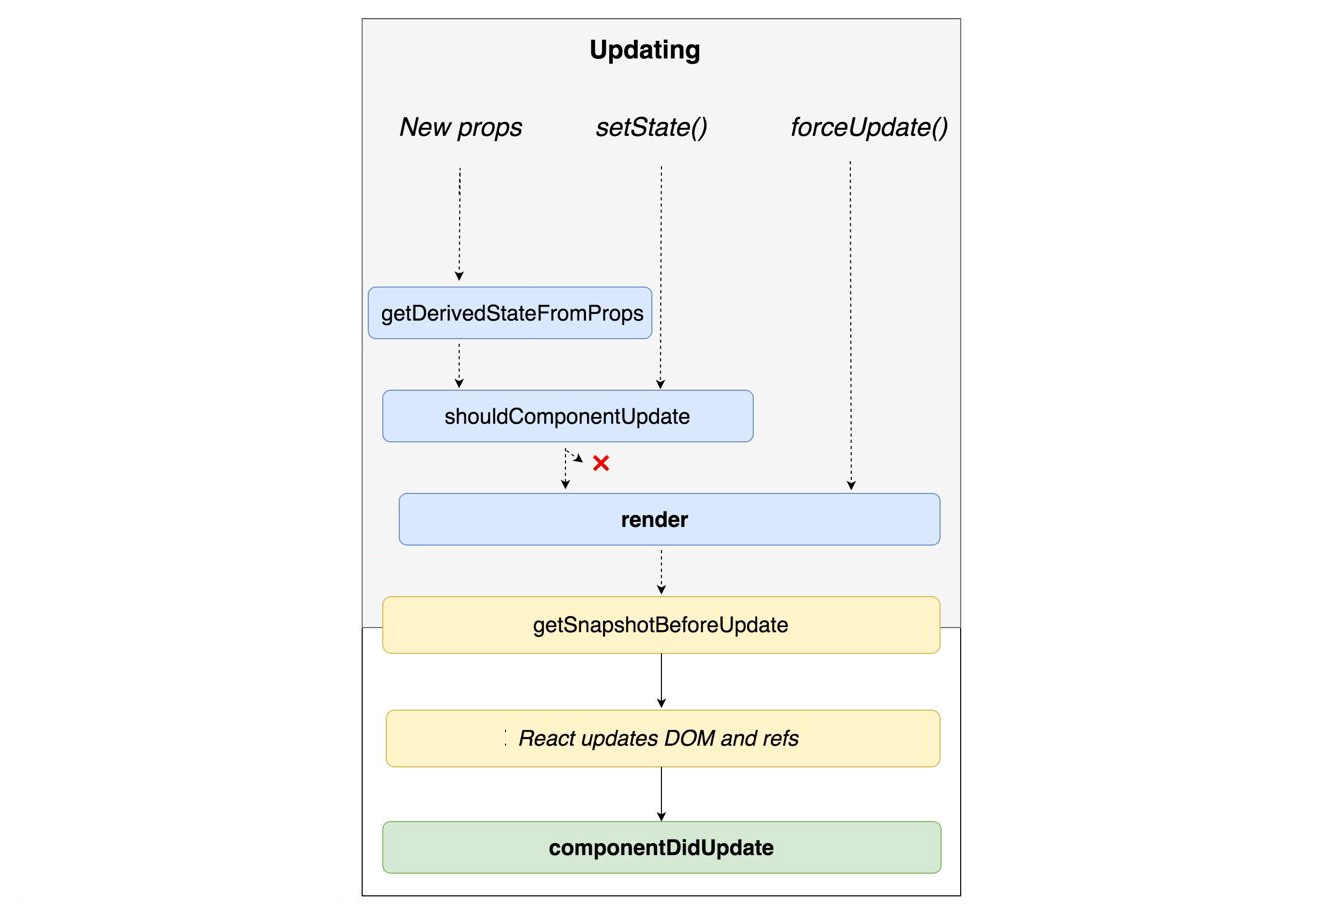 Updating
New props
setState()
forceUpdate()
getDerivedStateFromProps
shouldComponentUpdate
render
getSnapshotBeforeUpdate
React updates DOM and refs
componentDidUpdate